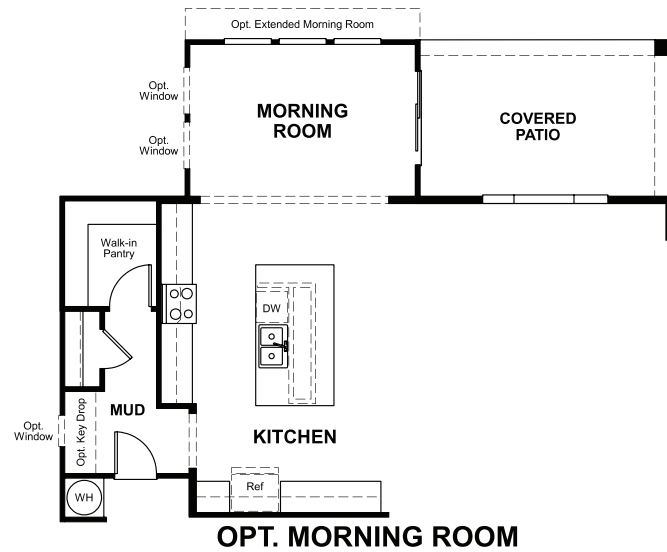 Opt. Extended Morning Room
Opt.
Window
MORNING
ROOM
COVERED
PATIO
Opt.
Window
Walk-in
Pantry
DW
Opt. Key Drop
MUD
Opt.
Window
KITCHEN
WH
Ref
OPT. MORNING ROOM